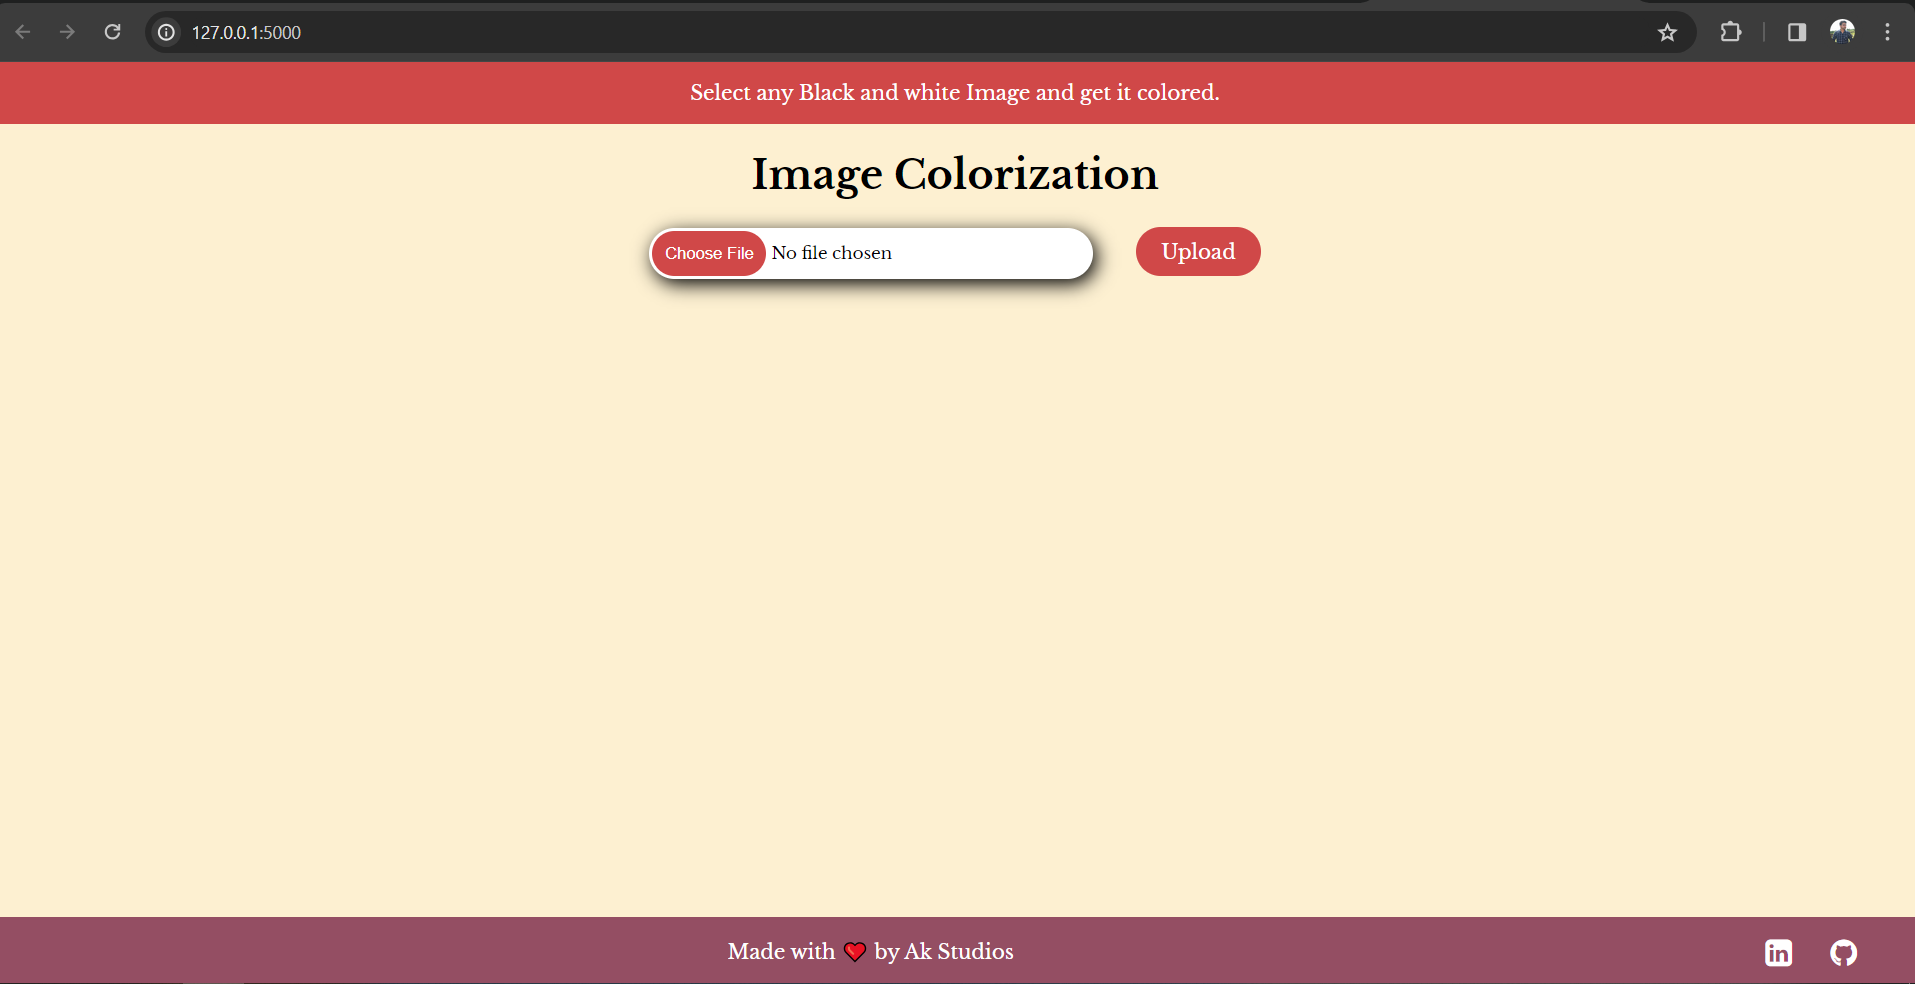 127.0.0.1:5000
Select any Black and white Image and get it colored.
Image Colorization
Choose File No file chosen Upload
Made with ❤️ by Ak Studios
in